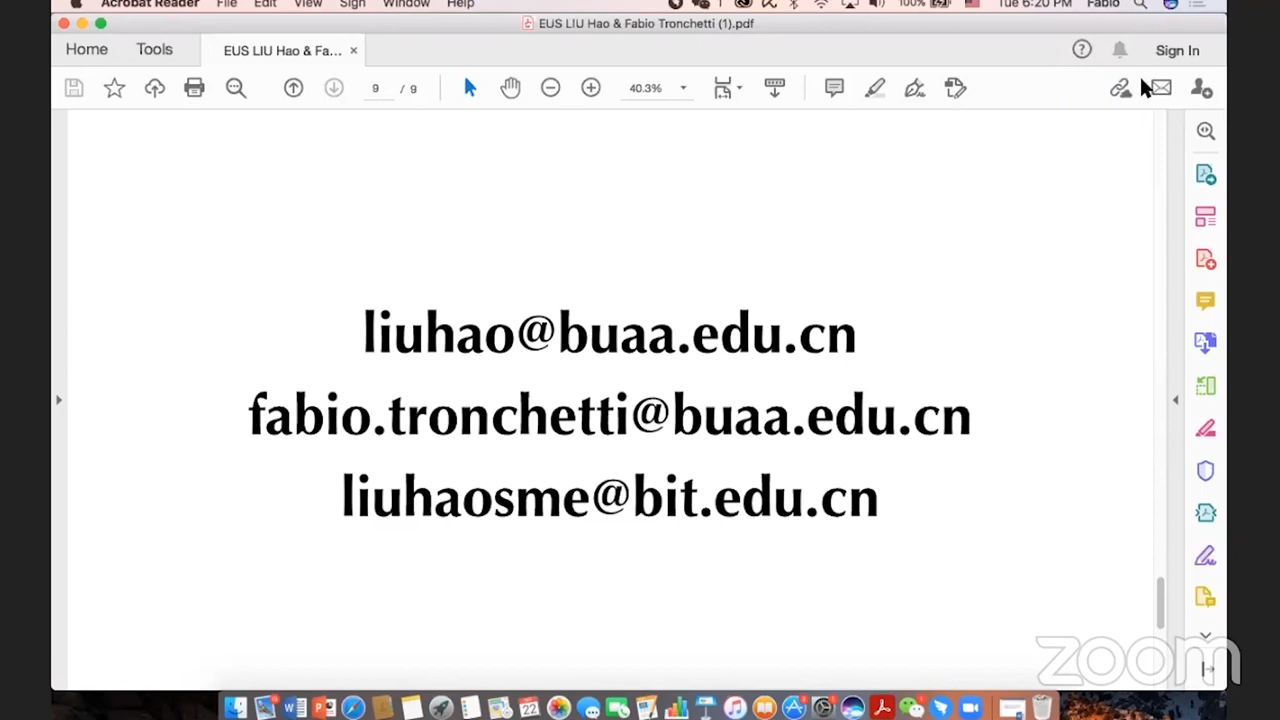 Acrobat Reader File Edit View Sign Window Help 100% Tue 6:20 PM Fabio
EUS LIU Hao & Fabio Tronchetti (1).pdf
Home Tools EUS LIU Hao & Fa... × Sign In
9 / 9 40.3%
liuhao@buaa.edu.cn
fabio.tronchetti@buaa.edu.cn
liuhaosme@bit.edu.cn
zoom
22